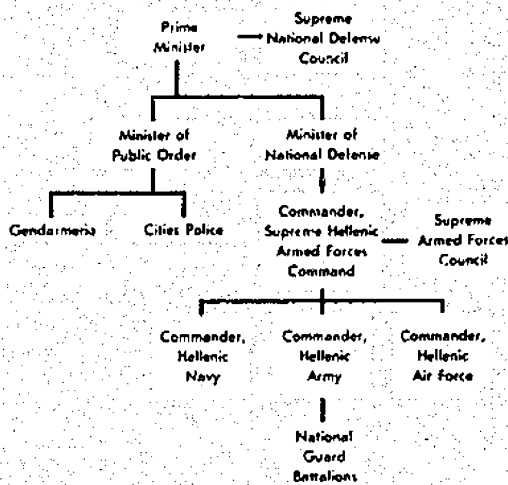 Prime
Minister
Supreme
National Defense
Council
Minister of
Public Order
Minister of
National Defense
Gendarmeria
Cities Police
Commander,
Supreme Hellenic
Armed Forces
Command
Supreme
Armed Forces
Council
Commander,
Hellenic
Navy
Commander,
Hellenic
Army
Commander,
Hellenic
Air Force
National
Guard
Battalions